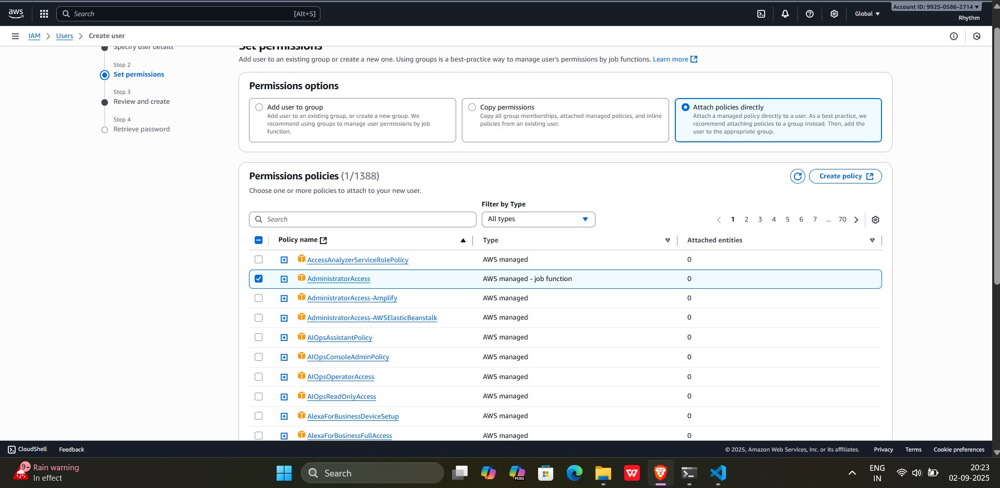 aws
Search
[Alt+S]
Global
Account ID: 9925-0586-2714
Rhythm
IAM
Users
Create user
Specify user details
Step 2
Set permissions
Step 3
Review and create
Step 4
Retrieve password
Set permissions
Add user to an existing group or create a new one. Using groups is a best-practice way to manage user's permissions by job functions. Learn more
Permissions options
Add user to group
Add user to an existing group, or create a new group. We
recommend using groups to manage user permissions by job
function.
Copy permissions
Copy all group memberships, attached managed policies, and inline
policies from an existing user.
Attach policies directly
Attach a managed policy directly to a user. As a best practice, we
recommend attaching policies to a group instead. Then, add the
user to the appropriate group.
Permissions policies (1/1388)
Create policy
Choose one or more policies to attach to your new user.
Filter by Type
Search
All types
1 2 3 4 5 6 7 ... 70
Policy name Type Attached entities
AccessAnalyzerServiceRolePolicy AWS managed 0
AdministratorAccess AWS managed - job function 0
AdministratorAccess-Amplify AWS managed 0
AdministratorAccess-AWSElasticBeanstalk AWS managed 0
AIOpsAssistantPolicy AWS managed 0
AIOpsConsoleAdminPolicy AWS managed 0
AIOpsOperatorAccess AWS managed 0
AIOpsReadOnlyAccess AWS managed 0
AlexaForBusinessDeviceSetup AWS managed 0
AlexaForBusinessFullAccess AWS managed 0
CloudShell
Feedback
© 2025, Amazon Web Services, Inc. or its affiliates.
Privacy
Terms
Cookie preferences
9+
Rain warning
In effect
Search
M365
W
ENG
IN
20:23
02-09-2025